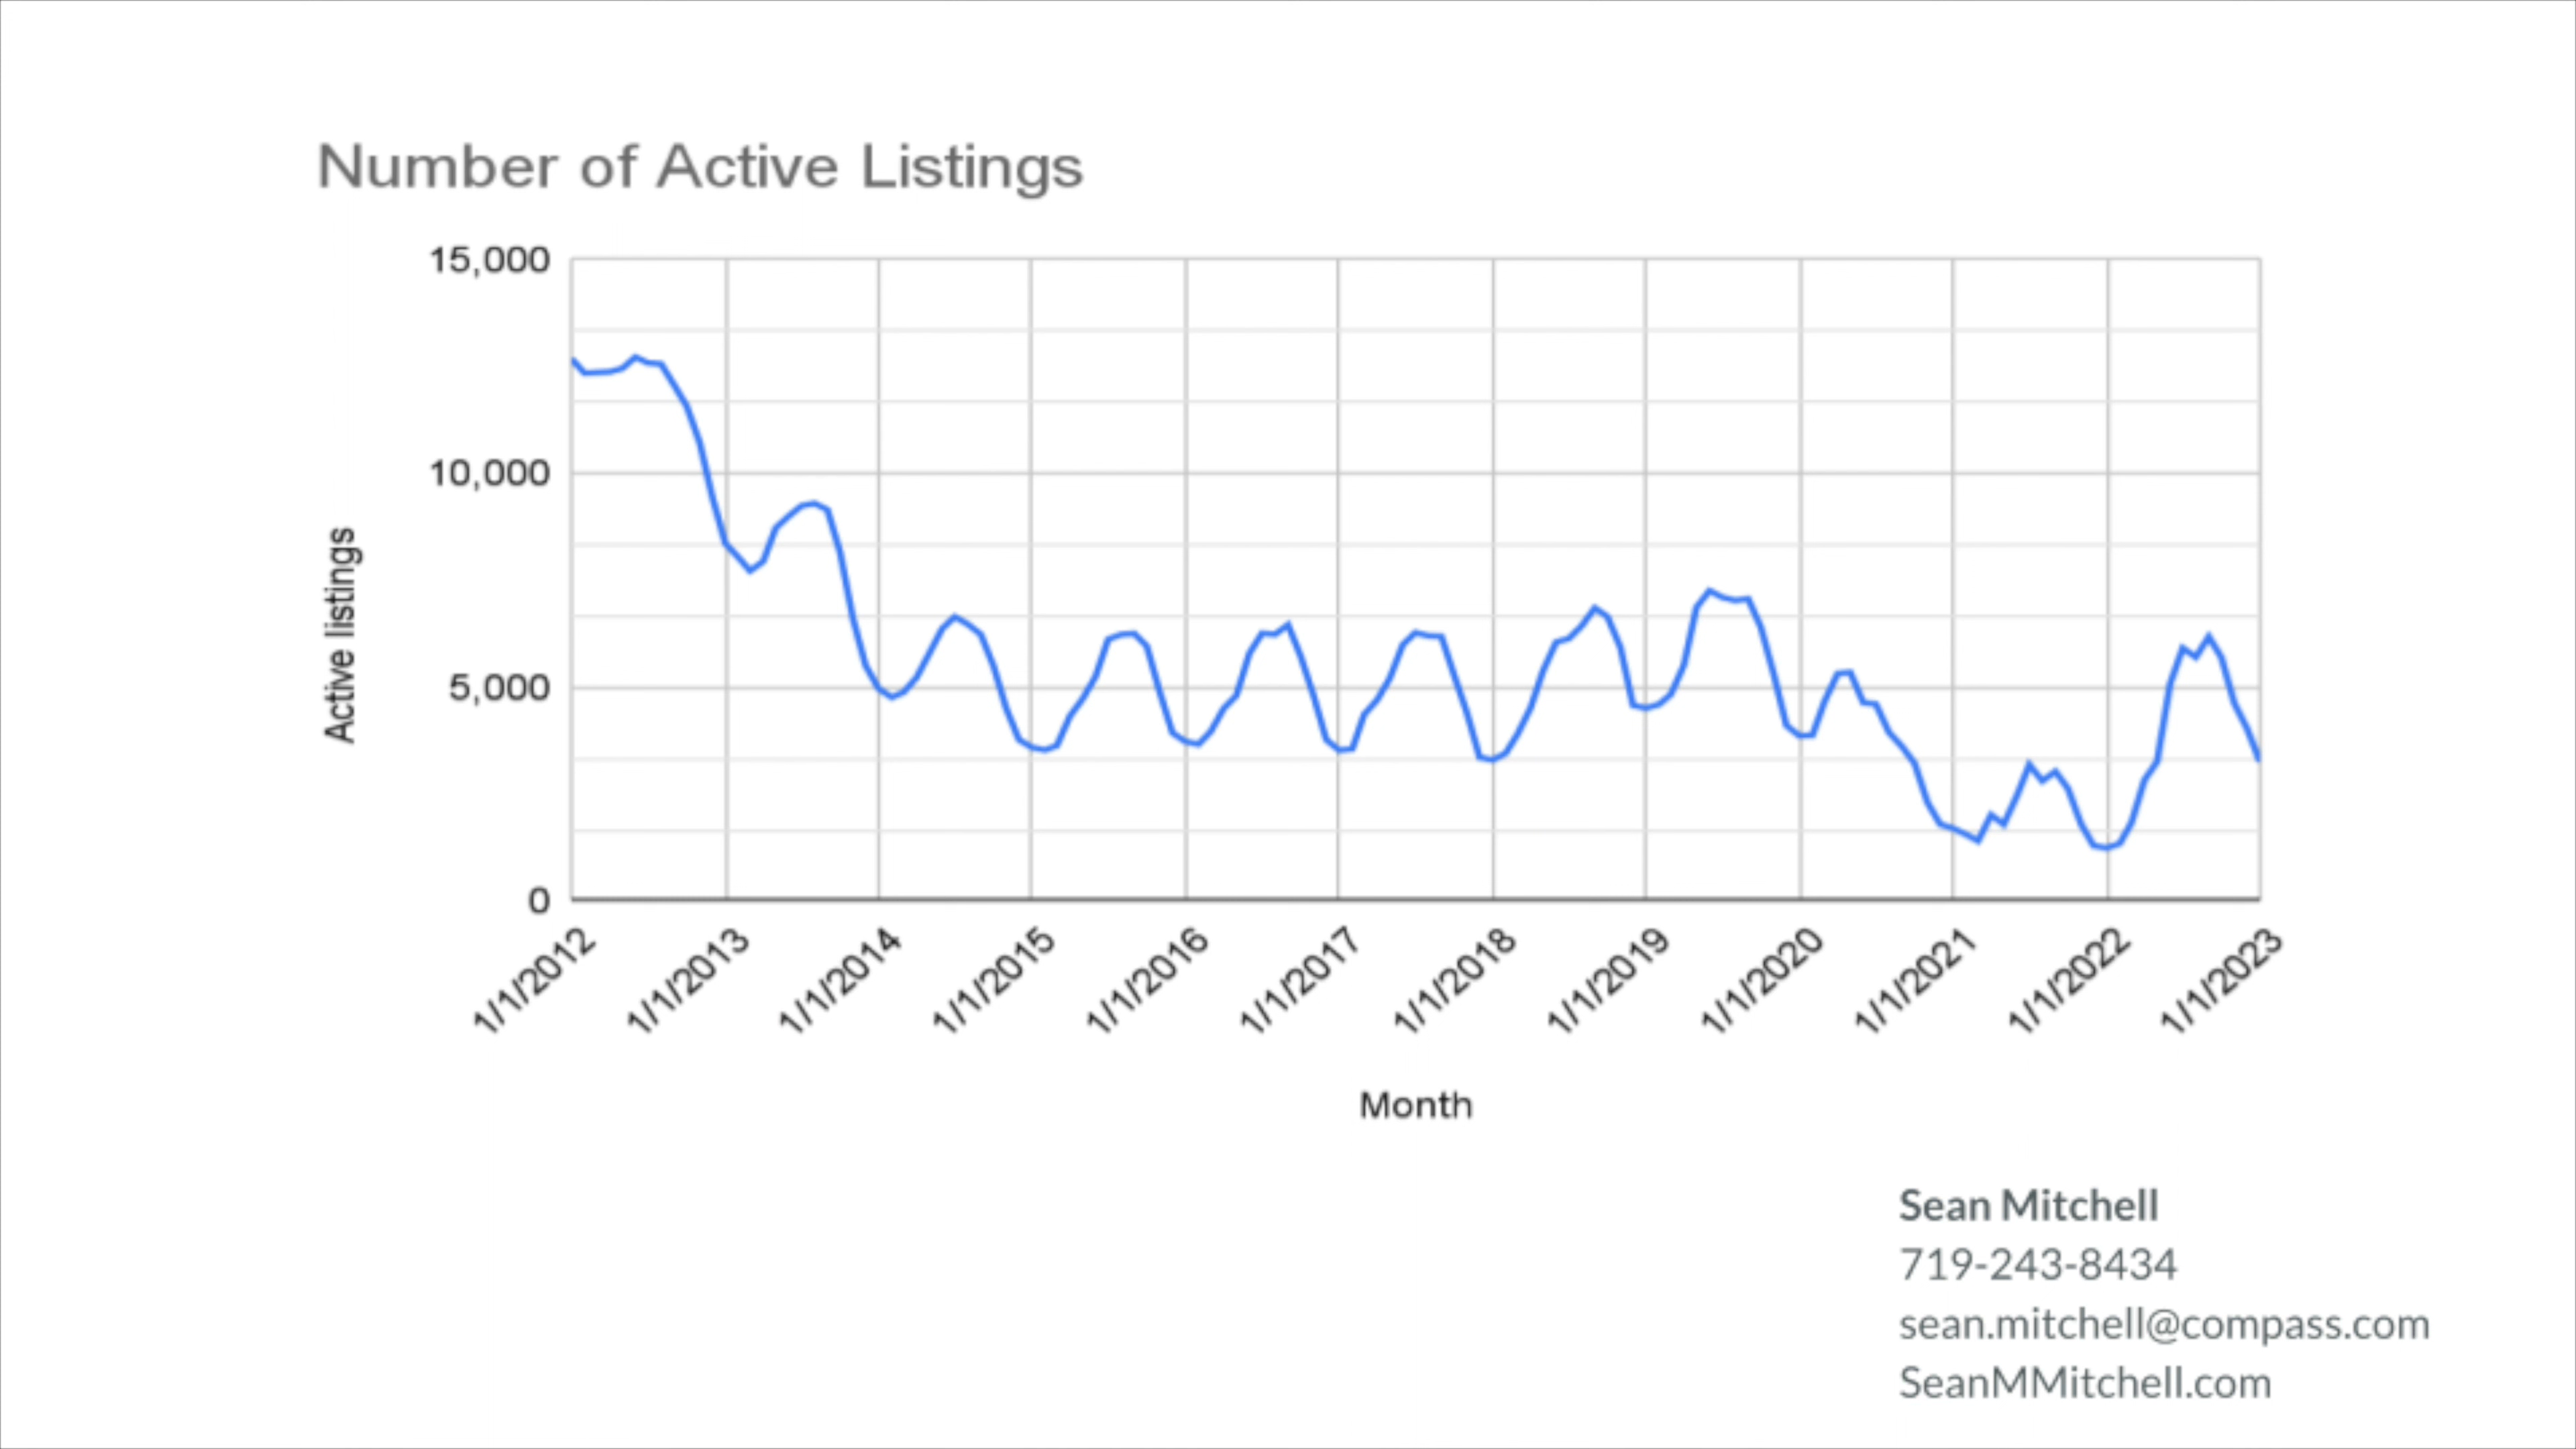 Number of Active Listings
15,000
10,000
5,000
0
Active listings
1/1/2012
1/1/2013
1/1/2014
1/1/2015
1/1/2016
1/1/2017
1/1/2018
1/1/2019
1/1/2020
1/1/2021
1/1/2022
1/1/2023
Month
Sean Mitchell
719-243-8434
sean.mitchell@compass.com
SeanMMitchell.com